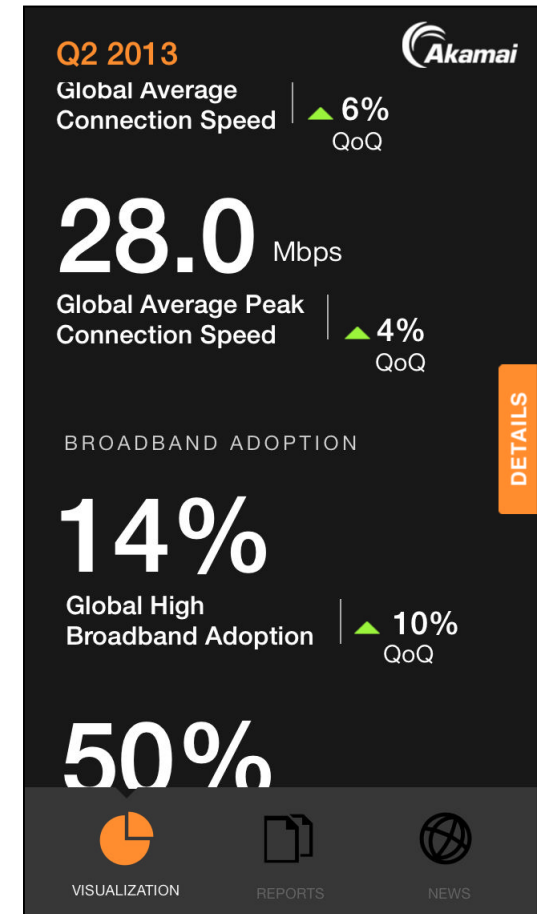 Q2 2013
Akamai
Global Average
Connection Speed
6%
QoQ
28.0 Mbps
Global Average Peak
Connection Speed
4%
QoQ
DETAILS
BROADBAND ADOPTION
14%
Global High
Broadband Adoption
10%
QoQ
50%
VISUALIZATION
REPORTS
NEWS